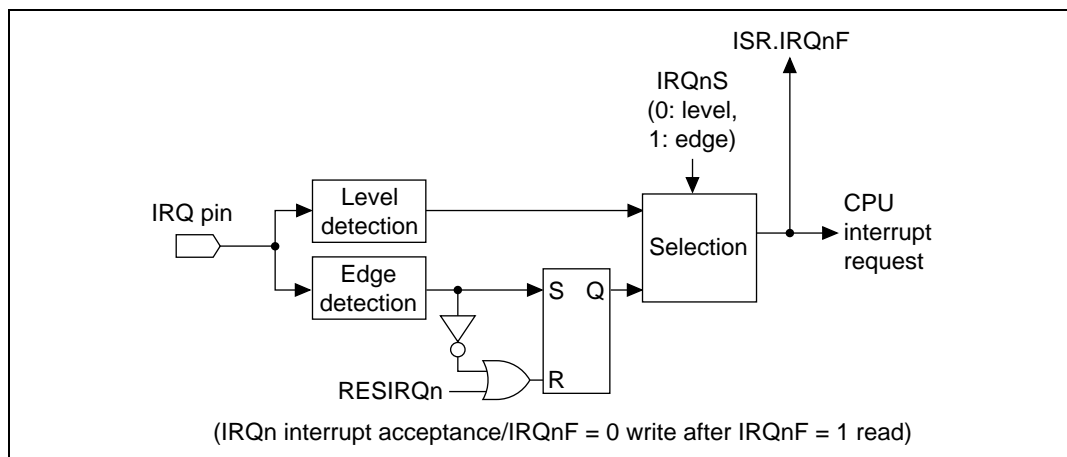 ISR.IRQnF
IRQnS
(0: level,
1: edge)
IRQ pin
Level
detection
Selection
CPU
interrupt
request
Edge
detection
S Q
R
RESIRQn
(IRQn interrupt acceptance/IRQnF = 0 write after IRQnF = 1 read)